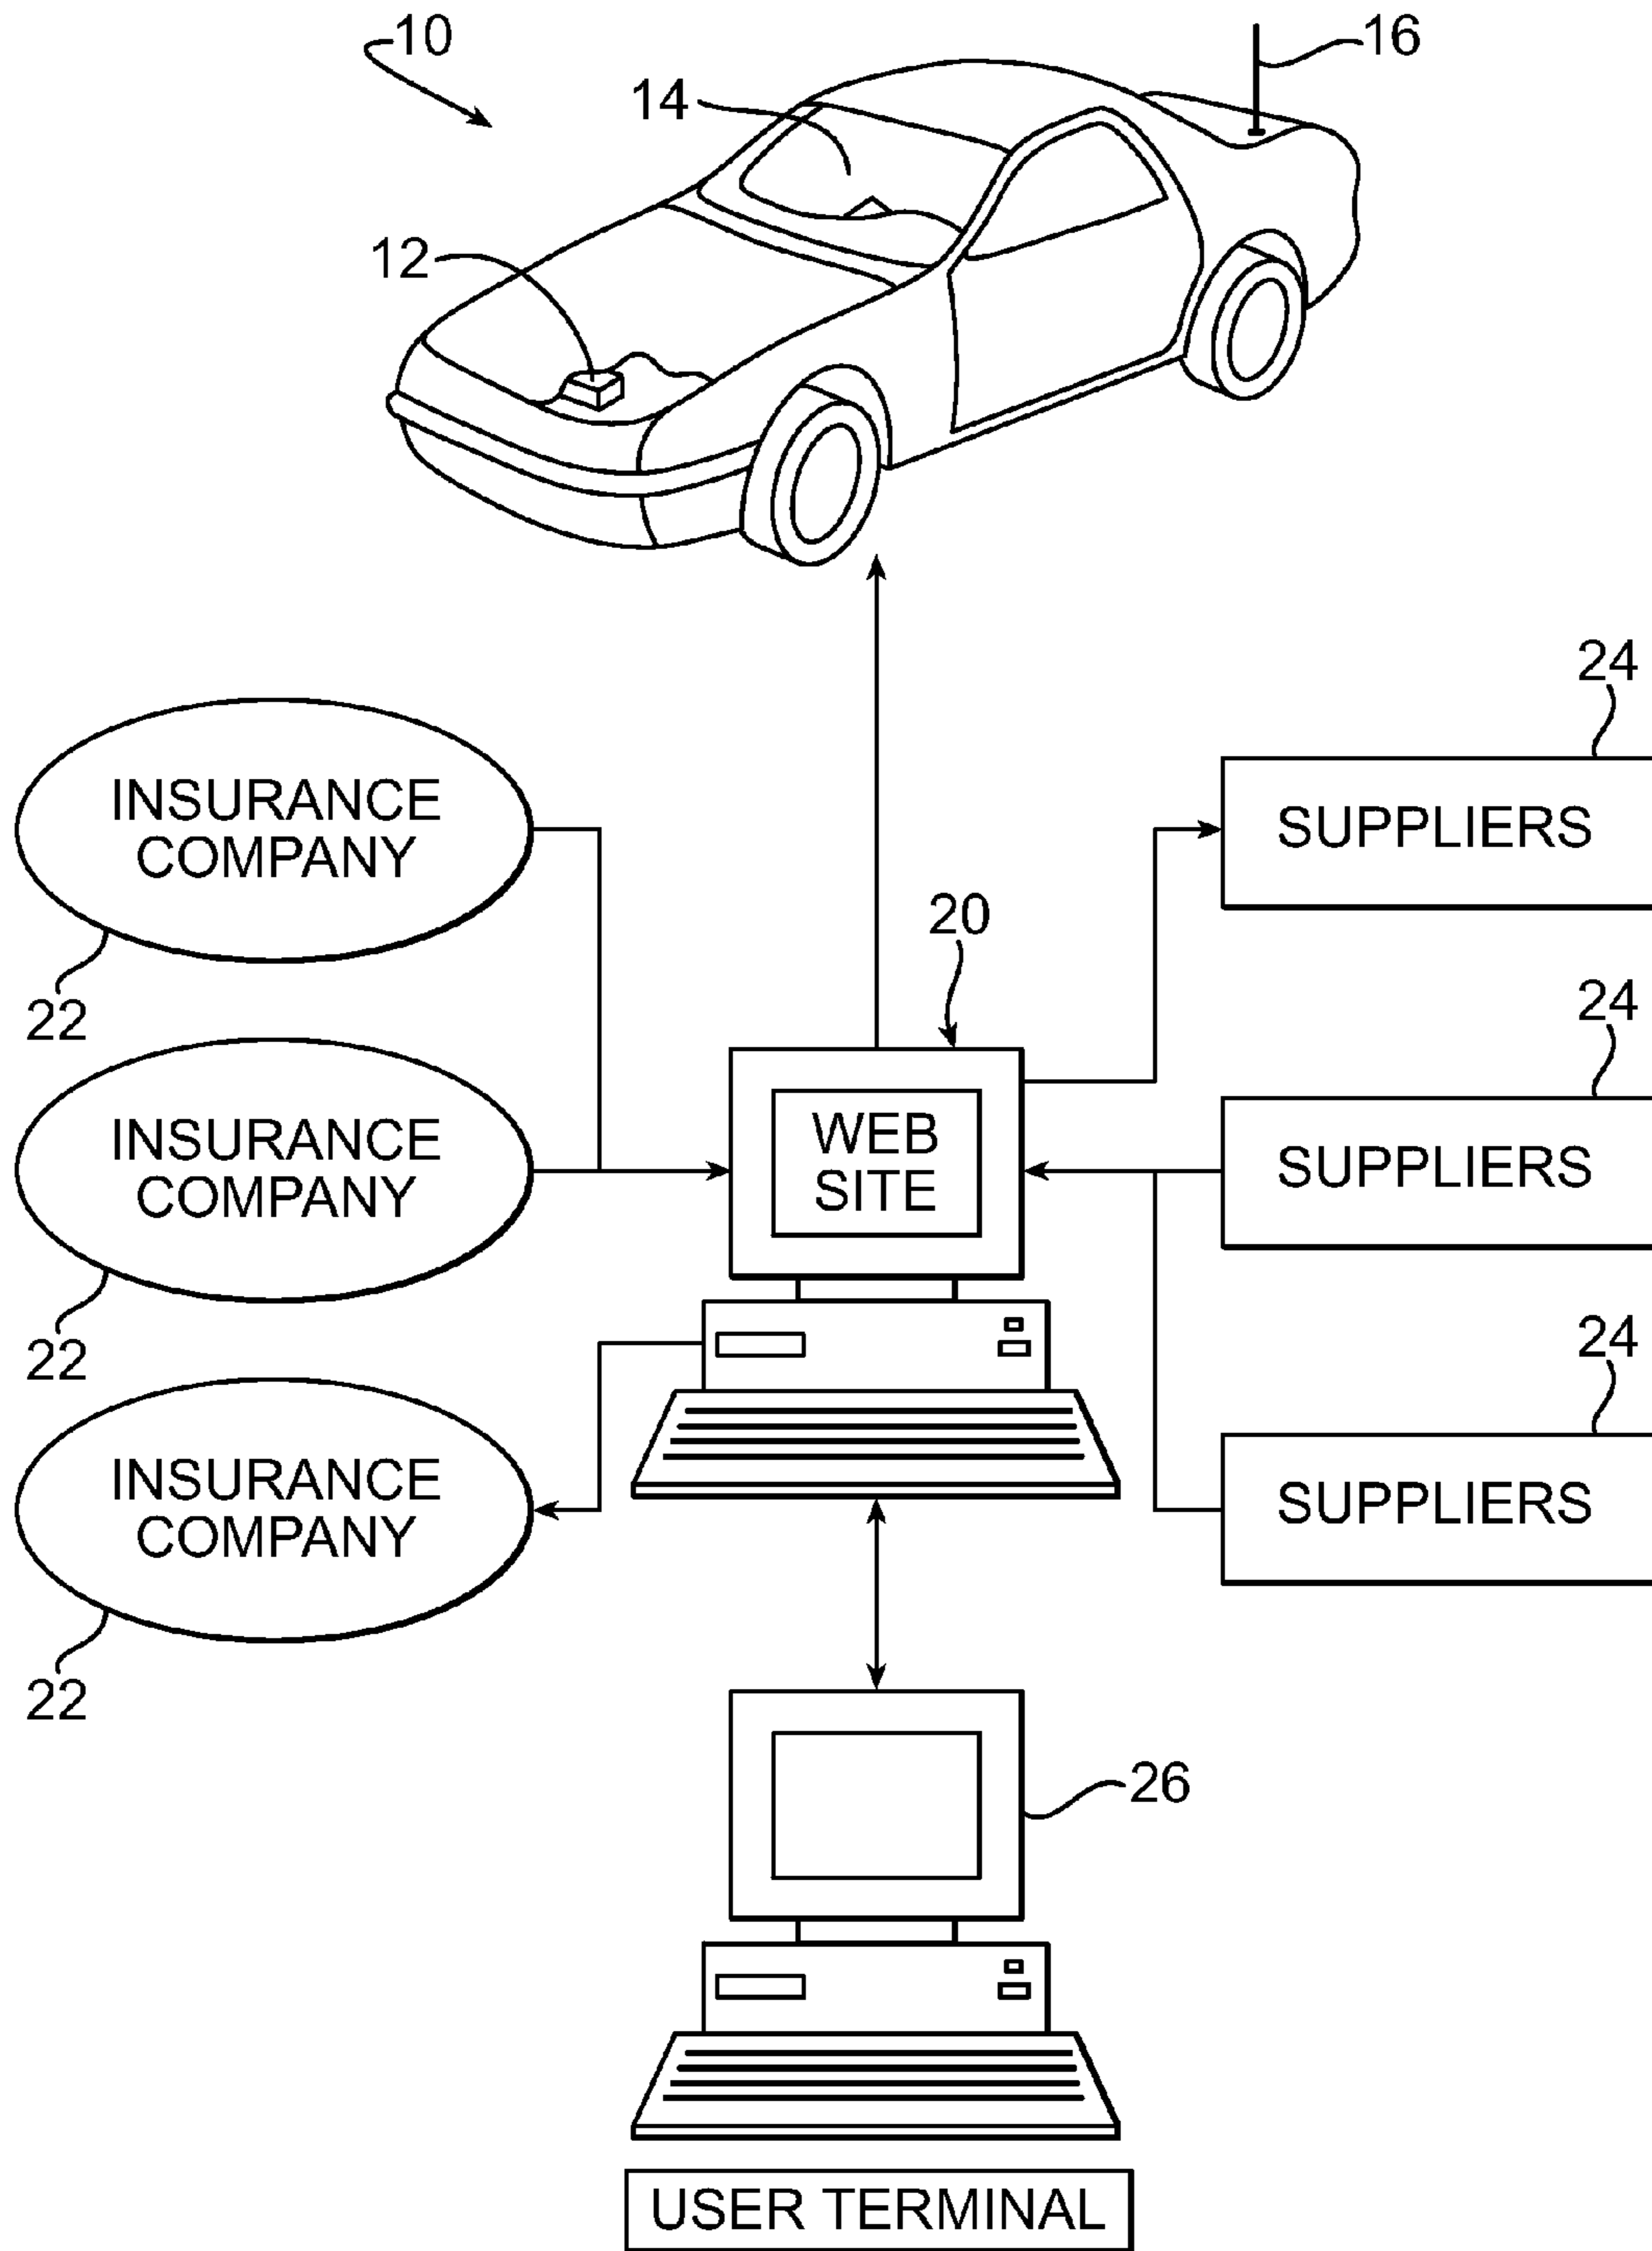 10
16
14
12
24
INSURANCE
COMPANY
SUPPLIERS
20
22
24
INSURANCE
COMPANY
WEB
SITE
SUPPLIERS
22
24
INSURANCE
COMPANY
SUPPLIERS
22
26
USER TERMINAL